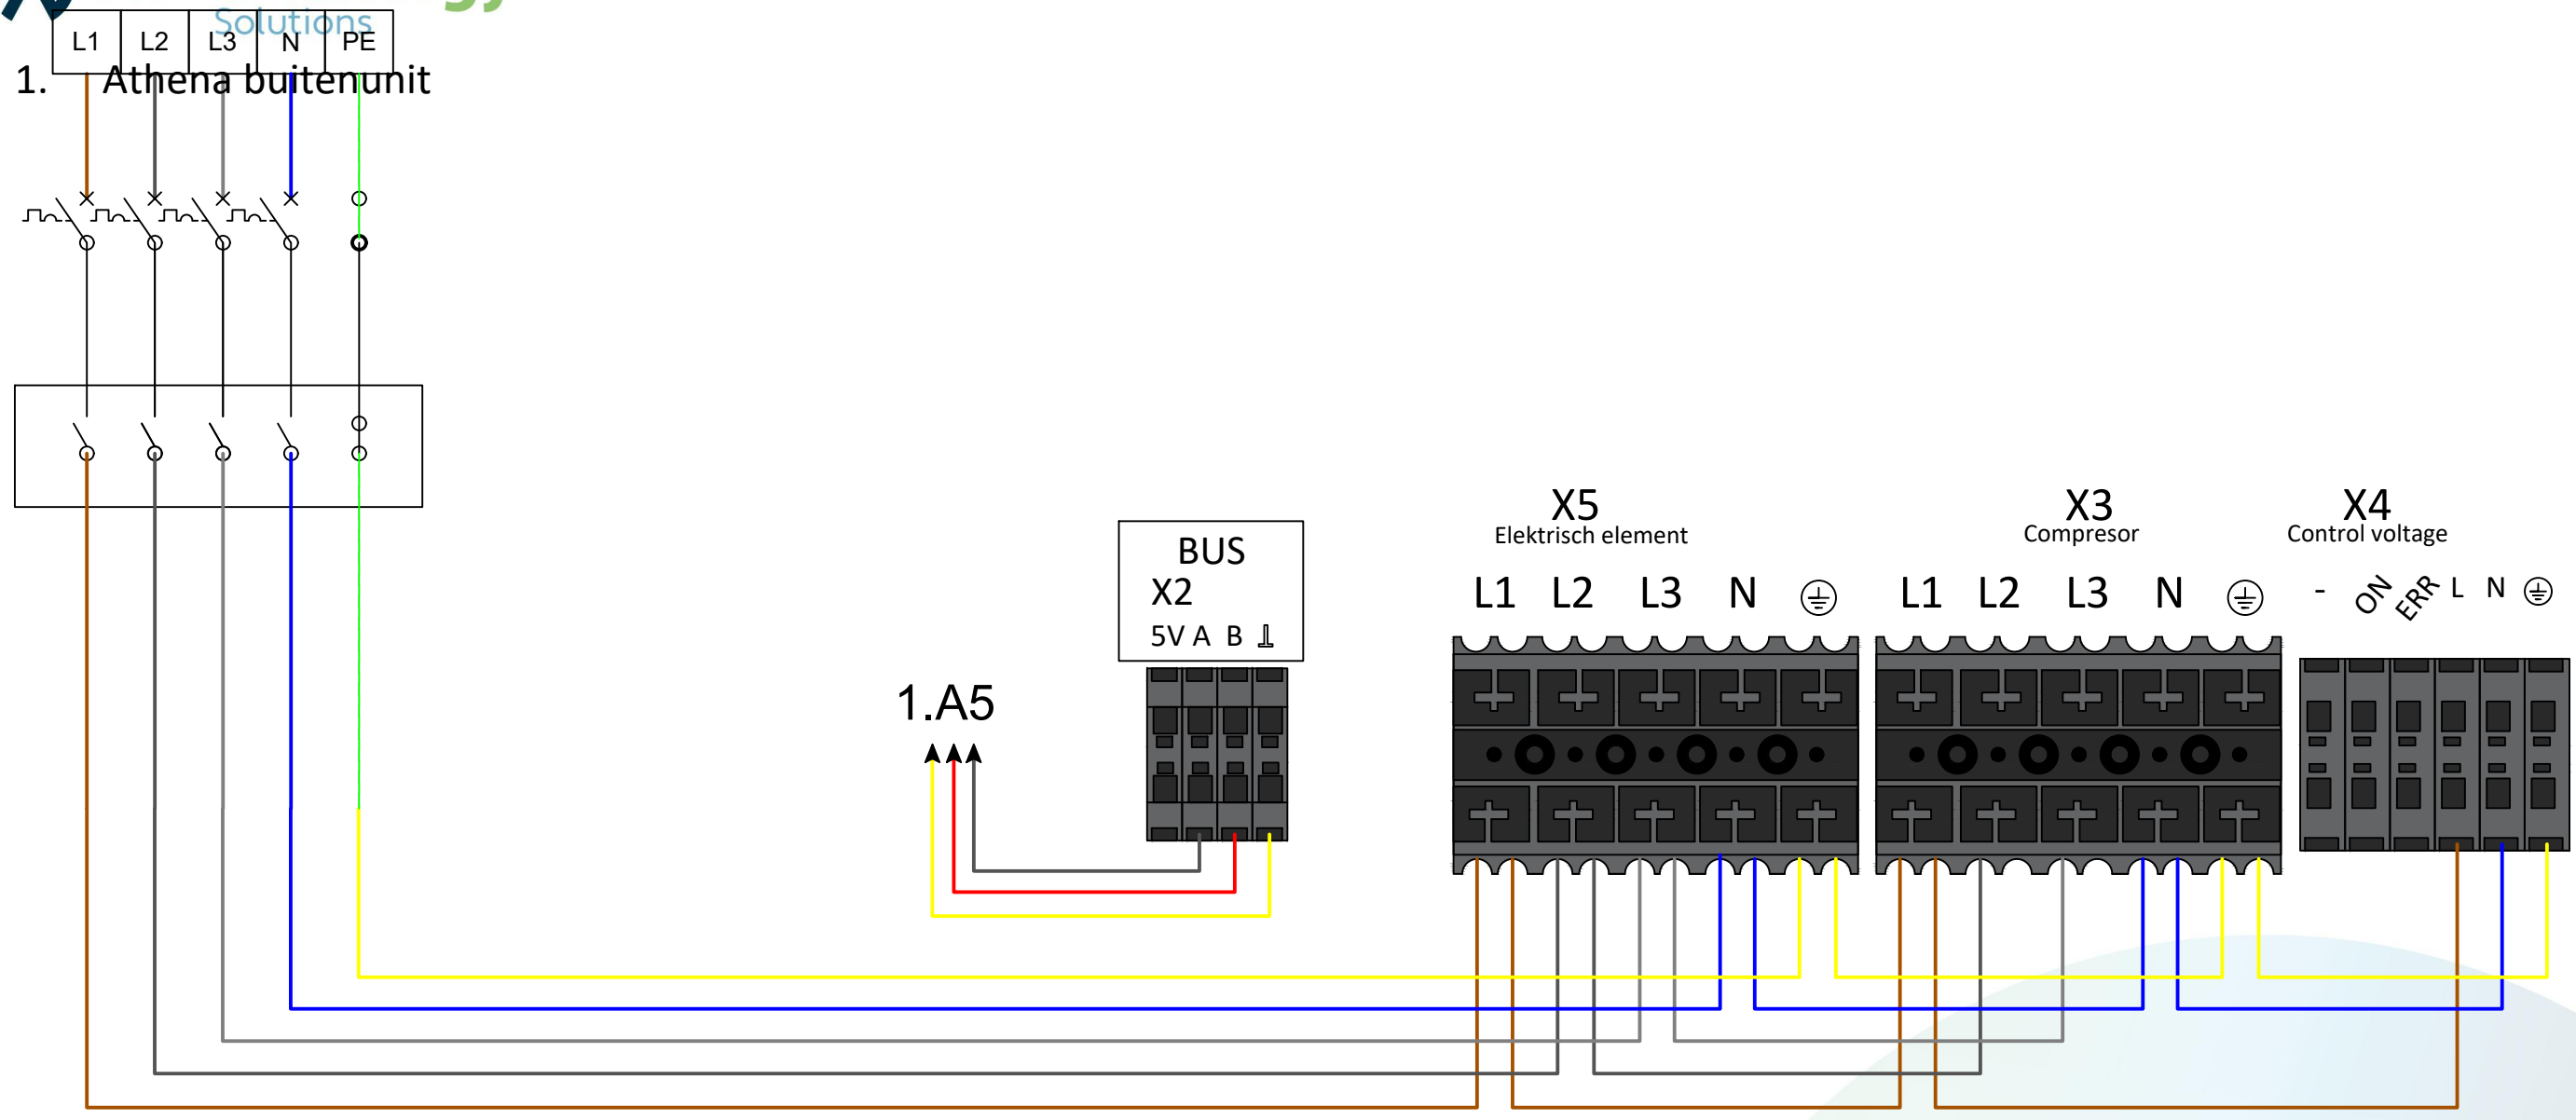 Solutions
L1 L2 L3 N PE
1. Athena buitenunit
X5 X3 X4
Elektrisch element Compresor Control voltage
BUS
X2
5V A B
L1 L2 L3 N L1 L2 L3 N - ON ERR L N
1.A5